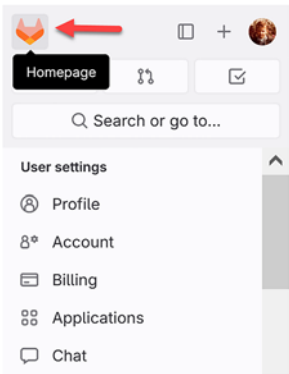 Homepage
Search or go to...
User settings
Profile
Account
Billing
Applications
Chat